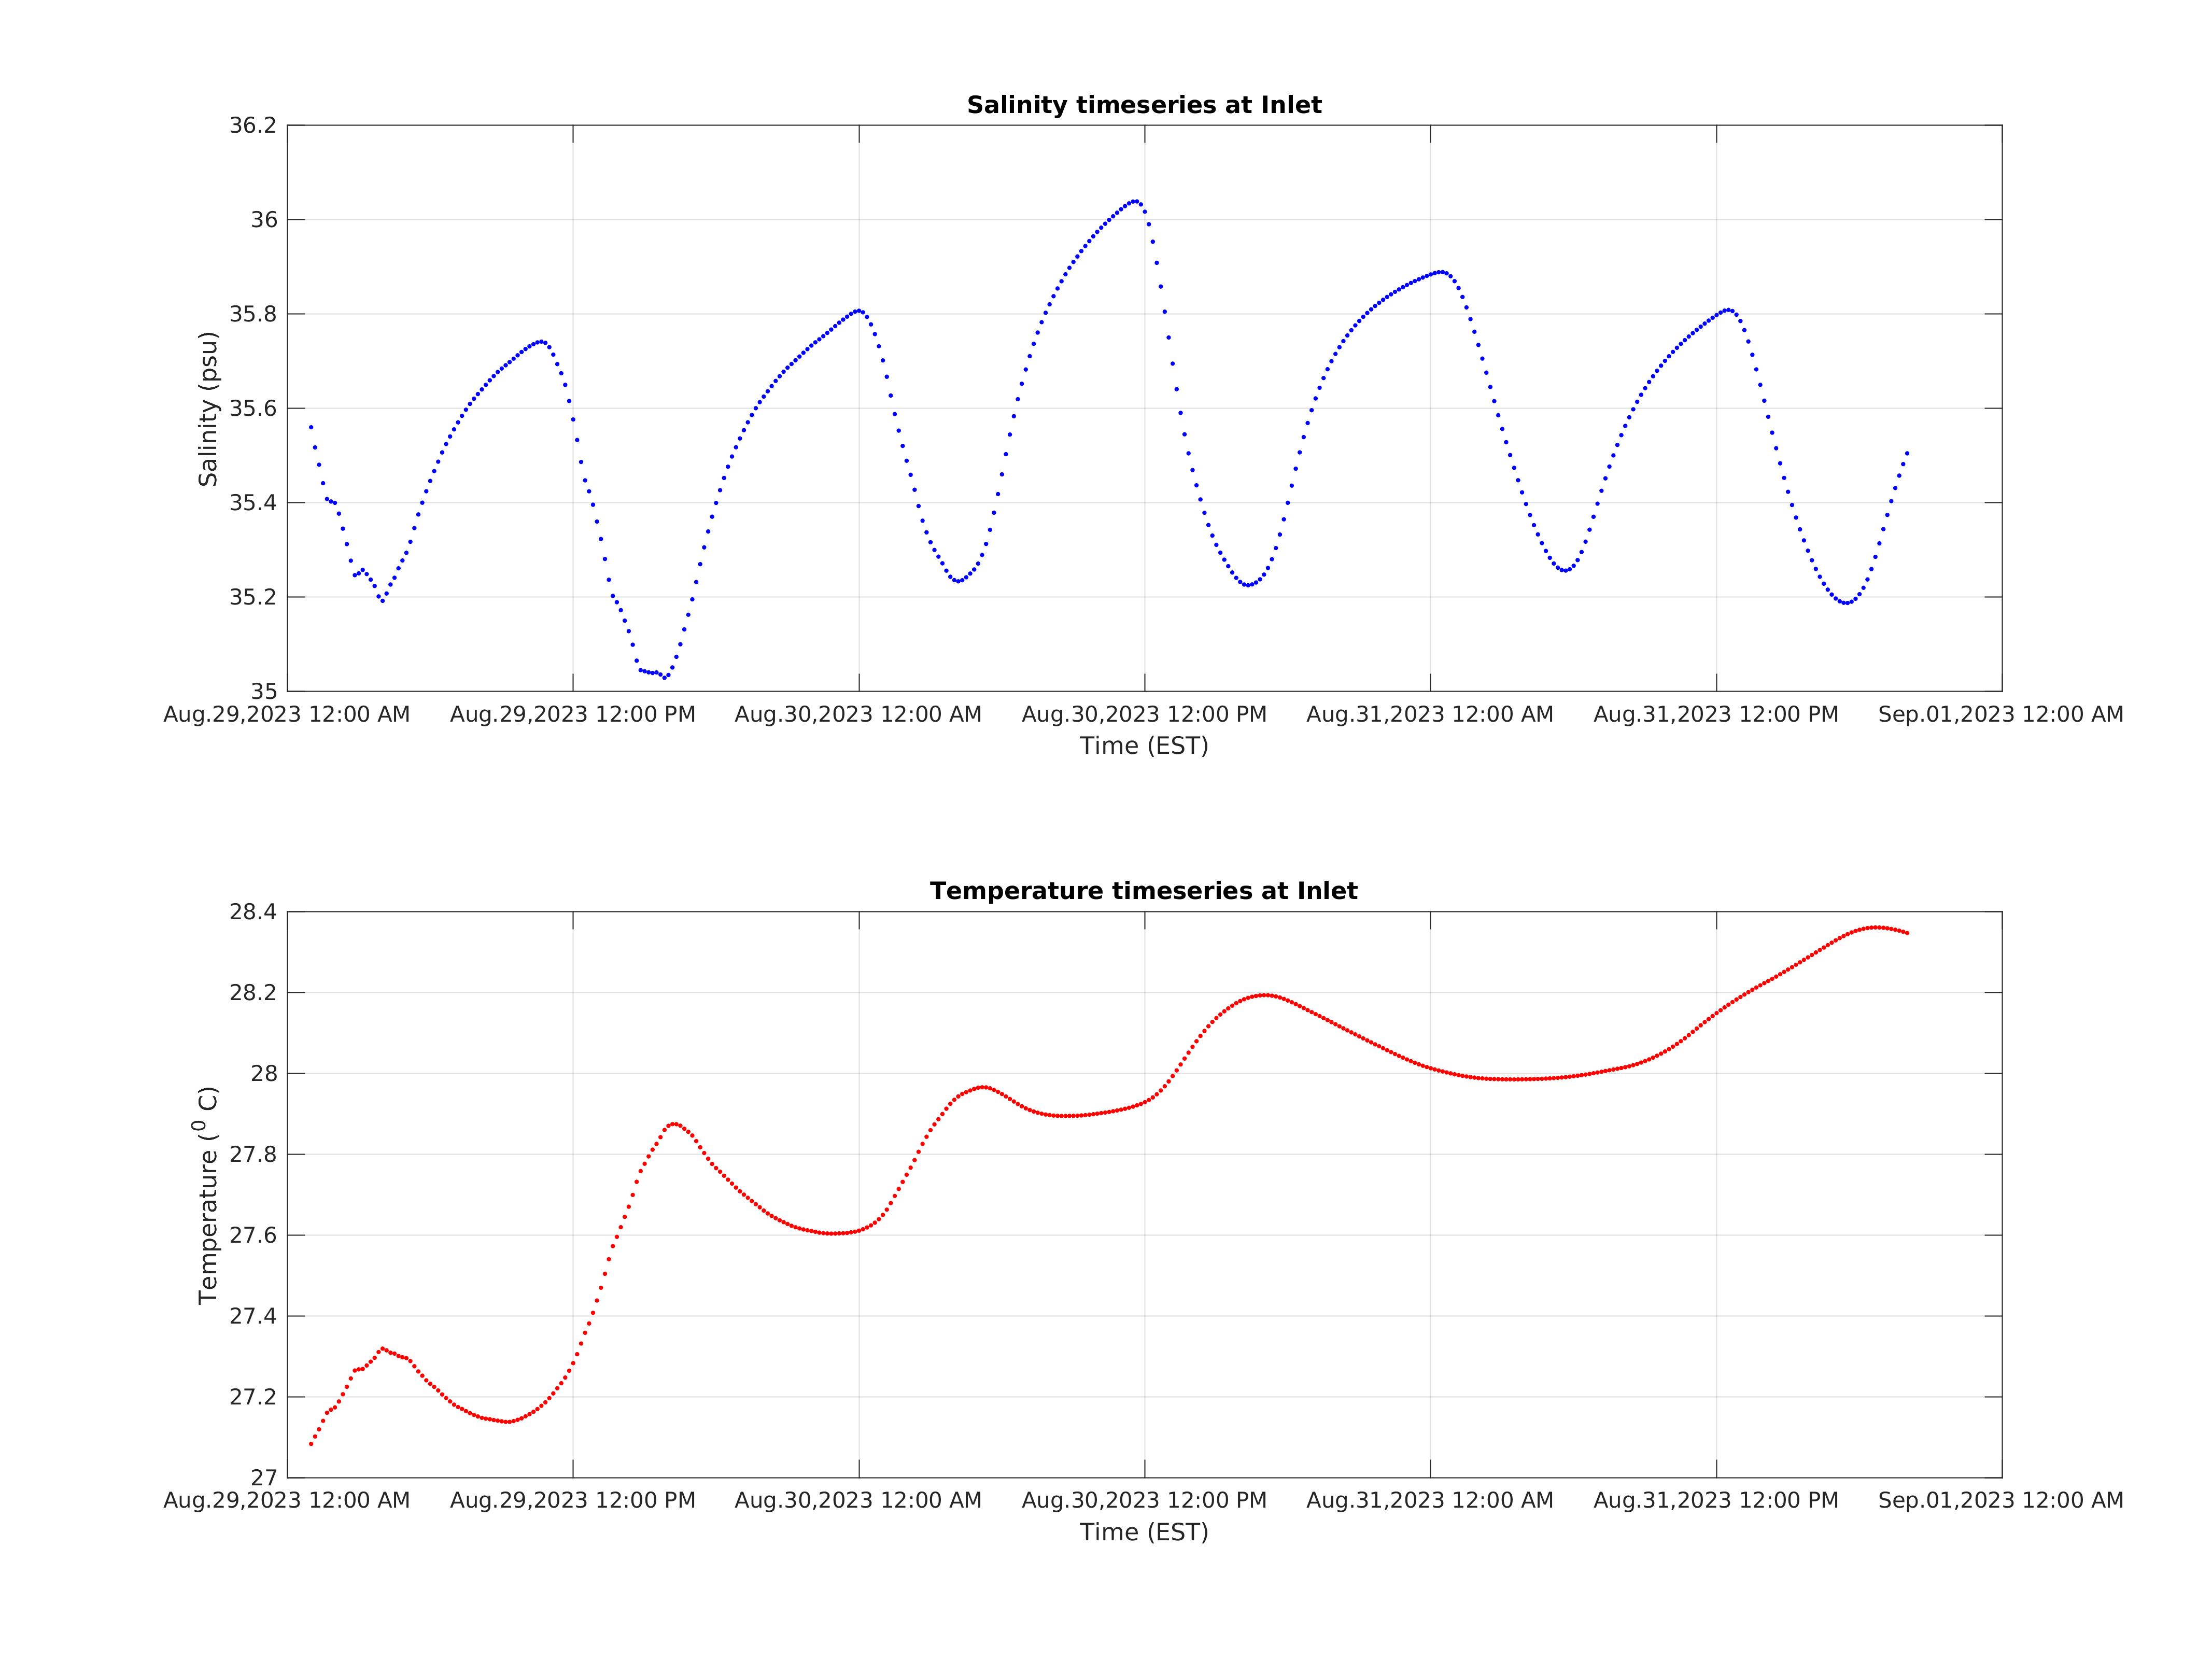 Salinity timeseries at Inlet
36.2
36
35.8
35.6
35.4
35.2
35
Salinity (psu)
Aug.29,2023 12:00 AM Aug.29,2023 12:00 PM Aug.30,2023 12:00 AM Aug.30,2023 12:00 PM Aug.31,2023 12:00 AM Aug.31,2023 12:00 PM Sep.01,2023 12:00 AM
Time (EST)
Temperature timeseries at Inlet
28.4
28.2
28
27.8
27.6
27.4
27.2
27
Temperature (⁰ C)
Aug.29,2023 12:00 AM Aug.29,2023 12:00 PM Aug.30,2023 12:00 AM Aug.30,2023 12:00 PM Aug.31,2023 12:00 AM Aug.31,2023 12:00 PM Sep.01,2023 12:00 AM
Time (EST)